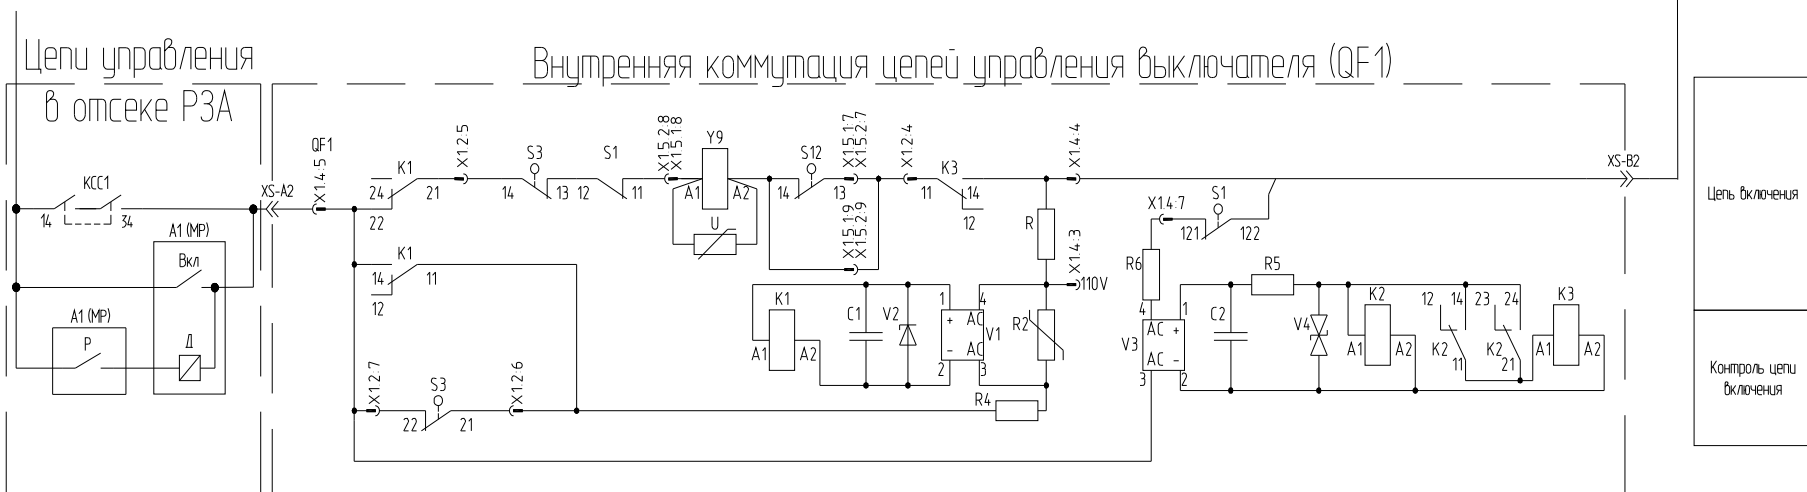 Цепи управления
в отсеке РЗА
Внутренняя коммутация цепей управления выключателя (QF1)
КСС1
14
34
XS-A2
A1 (МР)
Вкл
A1 (МР)
Р
Д
QF1
X1.4:5
K1
24
21
22
X1.2:5
S3
14
13
S1
12
11
X1.5.2:8
X1.5.1:8
Y9
A1
A2
U
S12
14
13
X1.5.1:7
X1.5.2:7
X1.5.1:9
X1.5.2:9
X1.2:4
K3
11
14
12
X1.4:4
R
X1.4:3
110V
XS-B2
K1
14
11
12
X1.2:7
S3
22
21
X1.2:6
K1
A1
A2
C1
V2
1
4
+
AC
-
AC
V1
2
3
R2
R4
X1.4:7
S1
121
122
R6
4
1
AC +
AC -
V3
3
2
C2
R5
V4
K2
A1
A2
12
14
23
24
K2
11
K2
21
K3
A1
A2
Цепь включения
Контроль цепи
включения